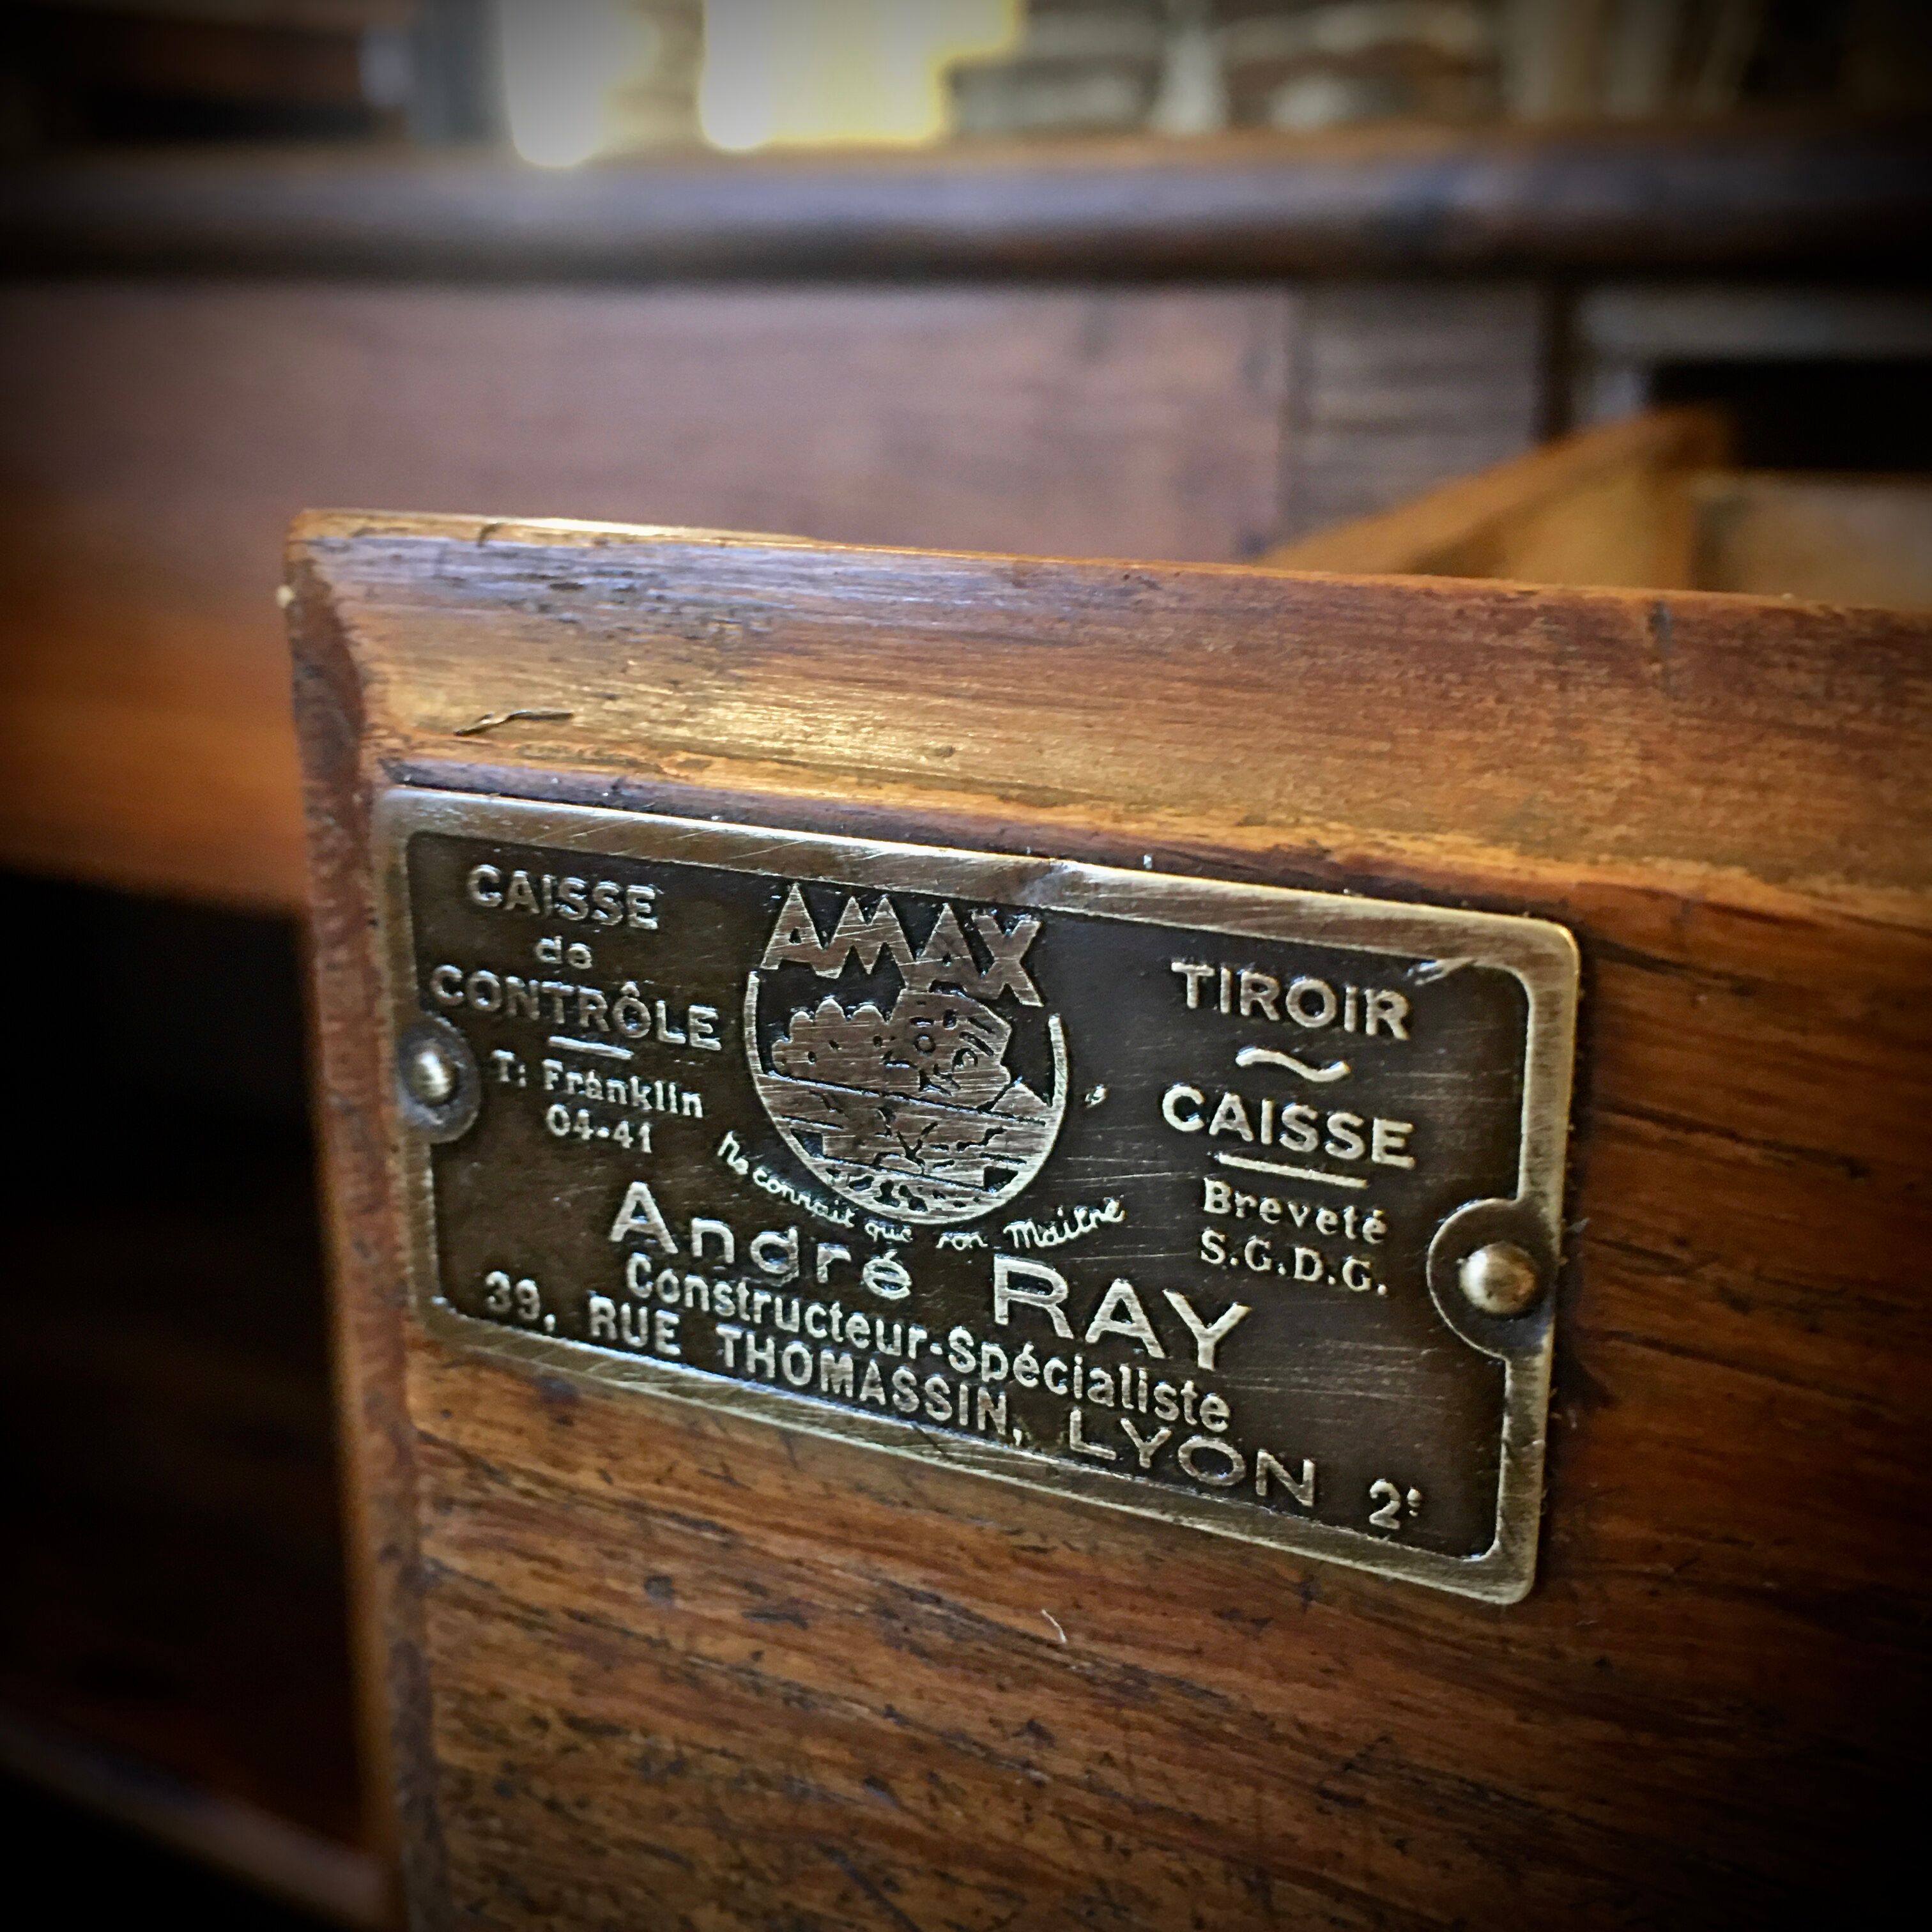 CAISSE
de
CONTRÔLE
T: Franklin
04-41
AMAX
Ne connait que son Maître
TIROIR
~
CAISSE
Breveté
S.G.D.G.
André RAY
Constructeur-Spécialiste
39, RUE THOMASSIN, LYON 2e